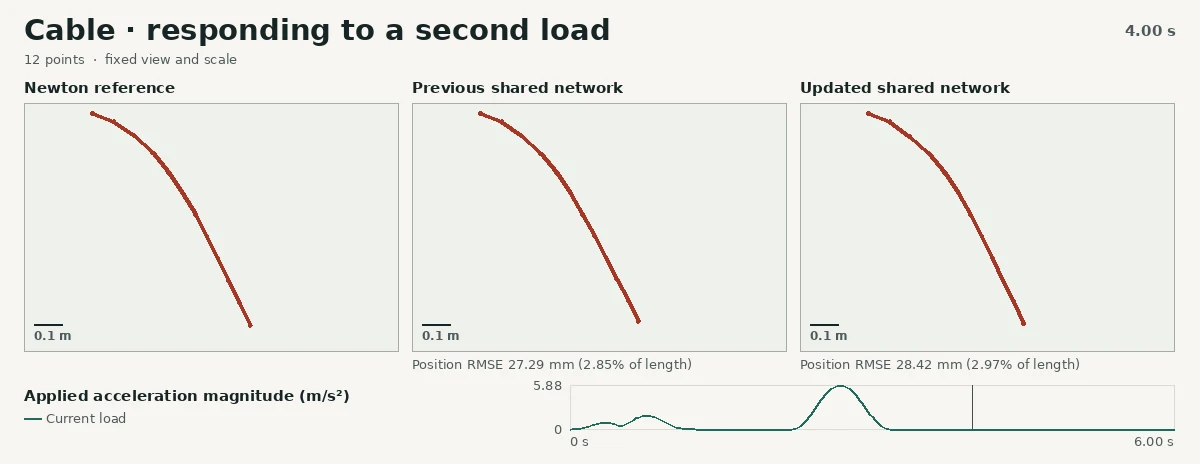 Cable · responding to a second load
4.00 s
12 points · fixed view and scale
Newton reference
Previous shared network
Updated shared network
0.1 m
0.1 m
0.1 m
Position RMSE 27.29 mm (2.85% of length)
Position RMSE 28.42 mm (2.97% of length)
Applied acceleration magnitude (m/s²)
Current load
5.88
0
0 s
6.00 s